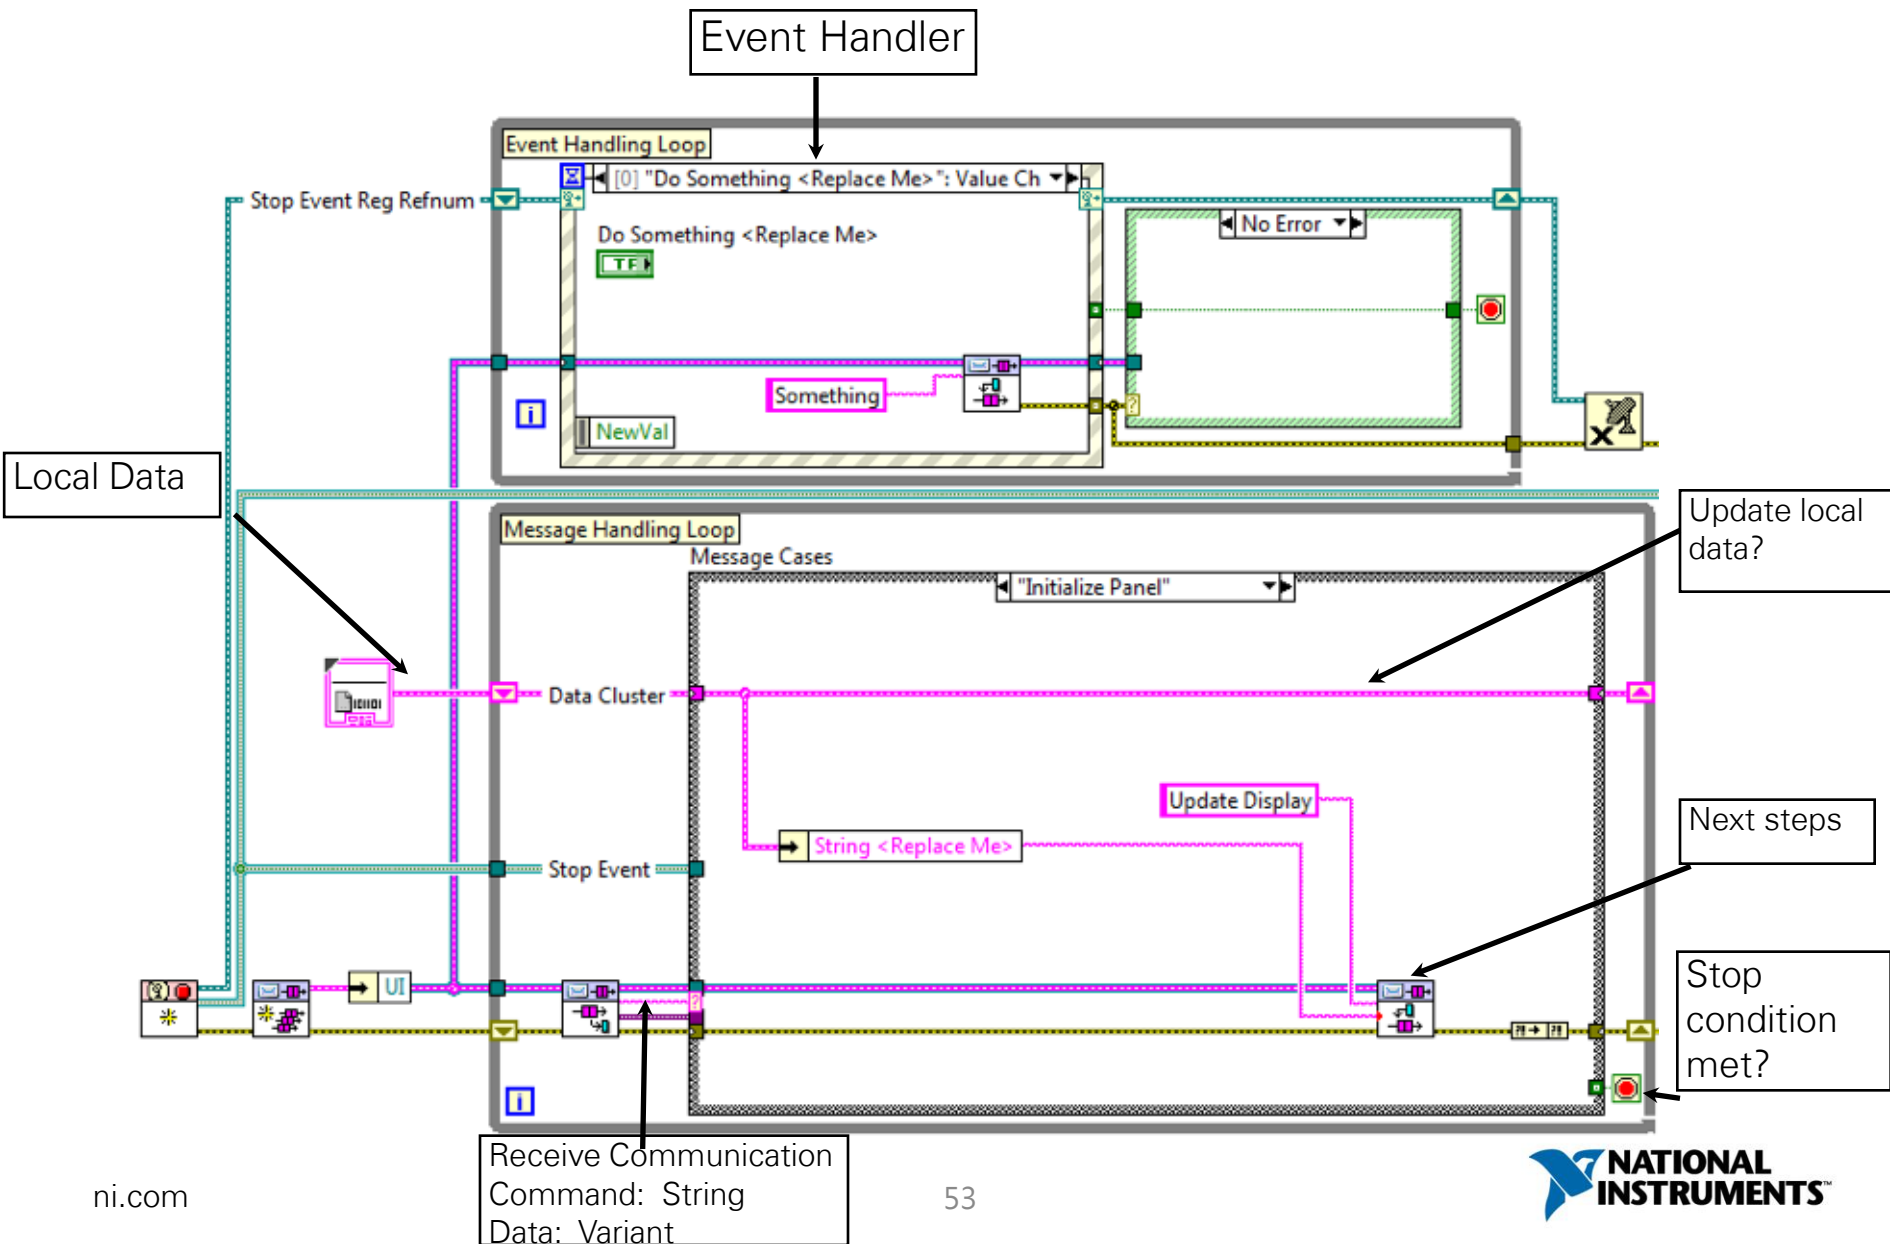 Event Handler
Event Handling Loop
[0] "Do Something <Replace Me>": Value Ch
Stop Event Reg Refnum
Do Something <Replace Me>
TF
No Error
Something
i
NewVal
?
Local Data
Update local
data?
Message Handling Loop
Message Cases
"Initialize Panel"
Data Cluster
Update Display
String <Replace Me>
Next steps
Stop Event
UI
?
Stop
condition
met?
i
Receive Communication
Command: String
Data: Variant
ni.com
53
NATIONAL
INSTRUMENTS™